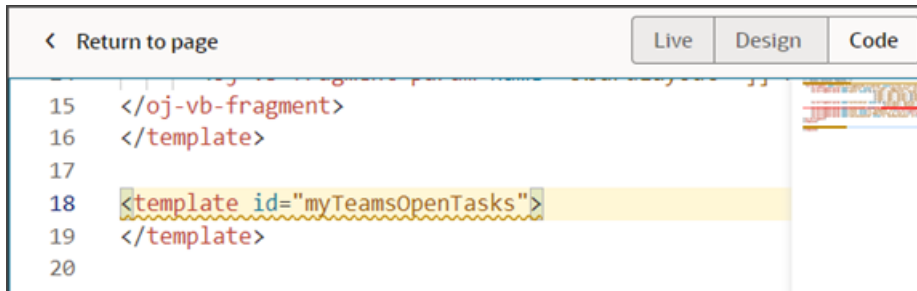 Return to page
Live Design Code
15 </oj-vb-fragment>
16 </template>
17
18 <template id="myTeamsOpenTasks">
19 </template>
20